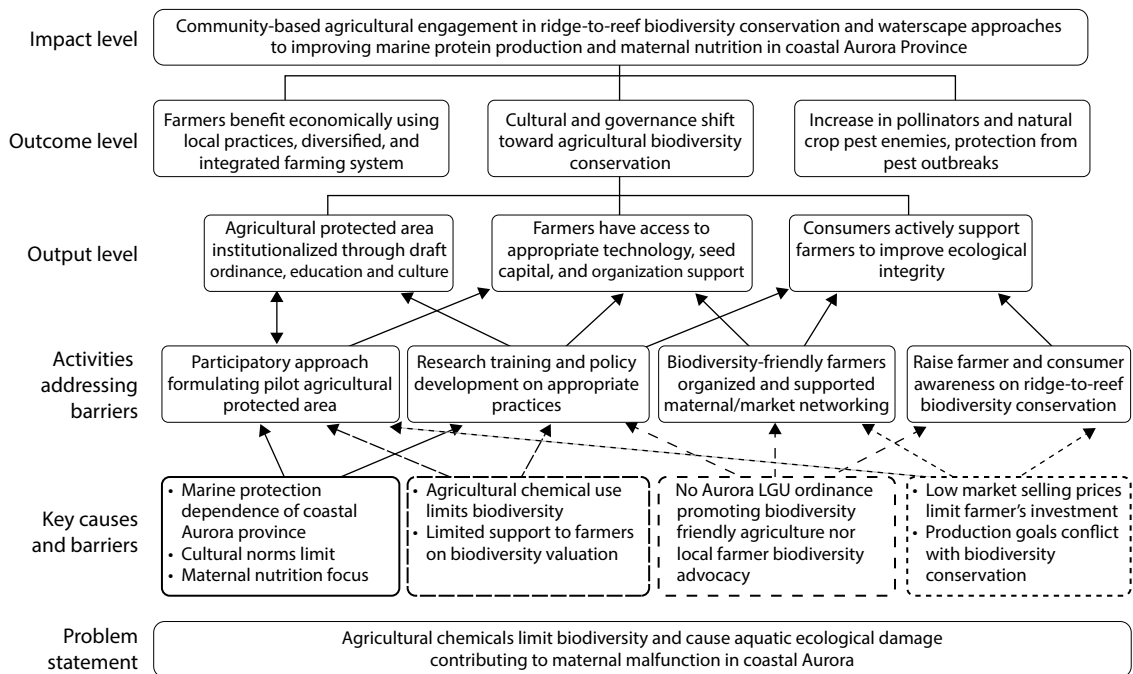 Impact level
Community-based agricultural engagement in ridge-to-reef biodiversity conservation and waterscape approaches
to improving marine protein production and maternal nutrition in coastal Aurora Province
Outcome level
Farmers benefit economically using
local practices, diversified, and
integrated farming system
Cultural and governance shift
toward agricultural biodiversity
conservation
Increase in pollinators and natural
crop pest enemies, protection from
pest outbreaks
Output level
Agricultural protected area
institutionalized through draft
ordinance, education and culture
Farmers have access to
appropriate technology, seed
capital, and organization support
Consumers actively support
farmers to improve ecological
integrity
Activities
addressing
barriers
Participatory approach
formulating pilot agricultural
protected area
Research training and policy
development on appropriate
practices
Biodiversity-friendly farmers
organized and supported
maternal/market networking
Raise farmer and consumer
awareness on ridge-to-reef
biodiversity conservation
Key causes
and barriers
• Marine protection
dependence of coastal
Aurora province
• Cultural norms limit
• Maternal nutrition focus
• Agricultural chemical use
limits biodiversity
• Limited support to farmers
on biodiversity valuation
No Aurora LGU ordinance
promoting biodiversity
friendly agriculture nor
local farmer biodiversity
advocacy
• Low market selling prices
limit farmer's investment
• Production goals conflict
with biodiversity
conservation
Problem
statement
Agricultural chemicals limit biodiversity and cause aquatic ecological damage
contributing to maternal malfunction in coastal Aurora